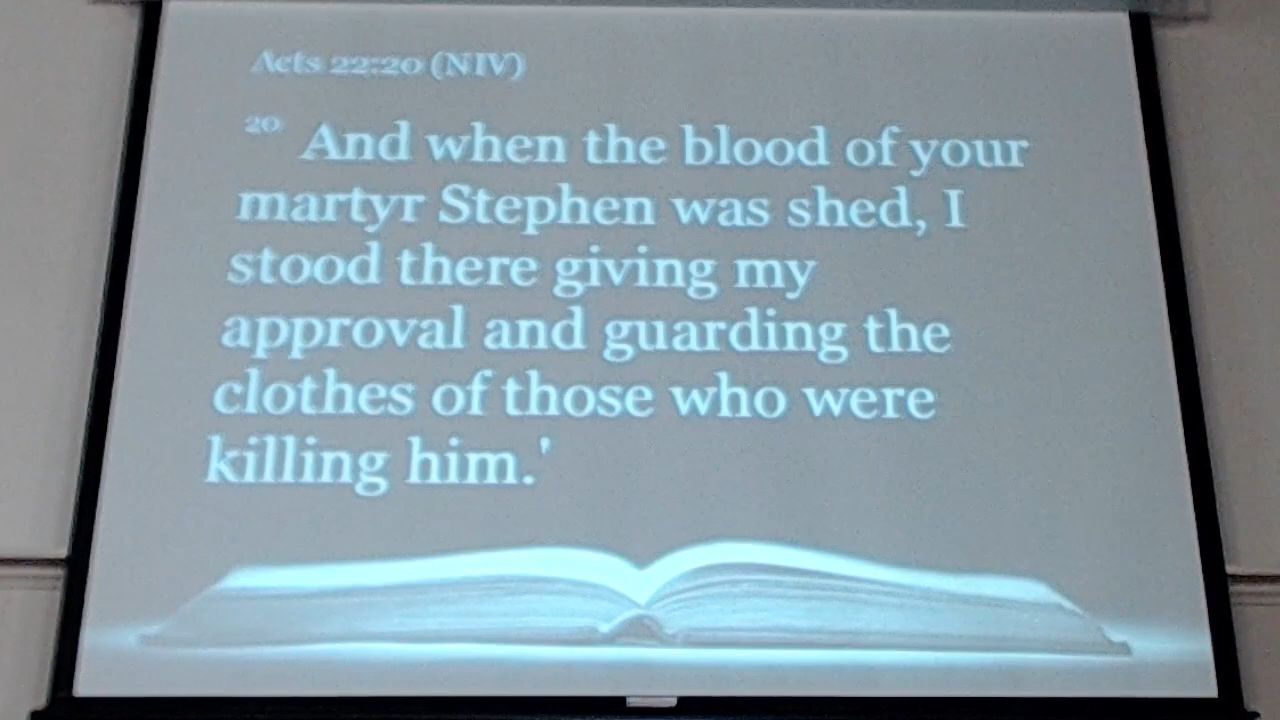 Acts 22:20 (NIV)
20 And when the blood of your
martyr Stephen was shed, I
stood there giving my
approval and guarding the
clothes of those who were
killing him.'